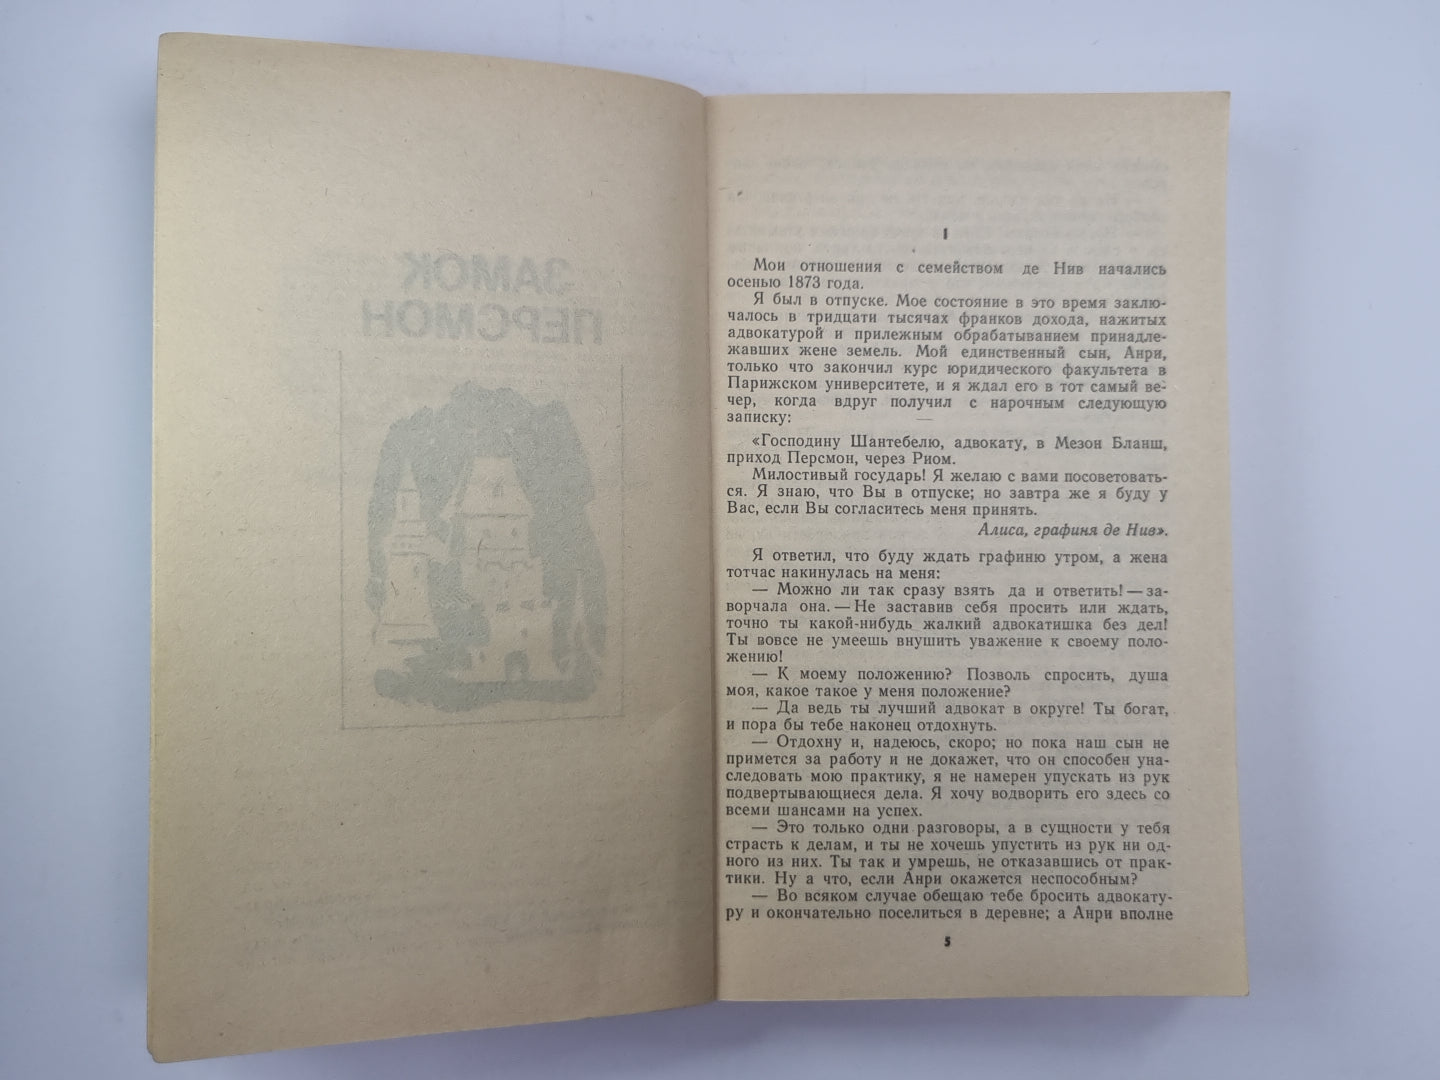 ЗАМОК
ПЕРСМОН
I
Мои отношения с семейством де Нив начались
осенью 1873 года.
Я был в отпуске. Мое состояние в это время заклю-
чалось в тридцати тысячах франков дохода, нажитых
адвокатурой и прилежным обрабатыванием принадле-
жавших жене земель. Мой единственный сын, Анри,
только что закончил курс юридического факультета в
Парижском университете, и я ждал его в тот самый ве-
чер, когда вдруг получил с нарочным следующую
записку:
«Господину Шантебелю, адвокату, в Мезон Бланш,
приход Персмон, через Риом.
Милостивый государь! Я желаю с вами посоветовать-
ся. Я знаю, что Вы в отпуске; но завтра же я буду у
Вас, если Вы согласитесь меня принять.
Алиса, графиня де Нив».
Я ответил, что буду ждать графиню утром, а жена
тотчас накинулась на меня:
— Можно ли так сразу взять да и ответить! — за-
ворчала она. — Не заставив себя просить или ждать,
точно ты какой-нибудь жалкий адвокатишка без дел!
Ты вовсе не умеешь внушить уважение к своему поло-
жению!
— К моему положению? Позволь спросить, душа
моя, какое такое у меня положение?
— Да ведь ты лучший адвокат в округе! Ты богат,
и пора бы тебе наконец отдохнуть.
— Отдохну и, надеюсь, скоро; но пока наш сын не
примется за работу и не докажет, что он способен уна-
следовать мою практику, я не намерен упускать из рук
подвертывающиеся дела. Я хочу водворить его здесь со
всеми шансами на успех.
— Это только одни разговоры, а в сущности у тебя
страсть к делам, и ты не хочешь упустить из рук ни од-
ного из них. Ты так и умрешь, не отказавшись от прак-
тики. Ну а что, если Анри окажется неспособным?
— Во всяком случае обещаю тебе бросить адвокату-
ру и окончательно поселиться в деревне; а Анри вполне
5